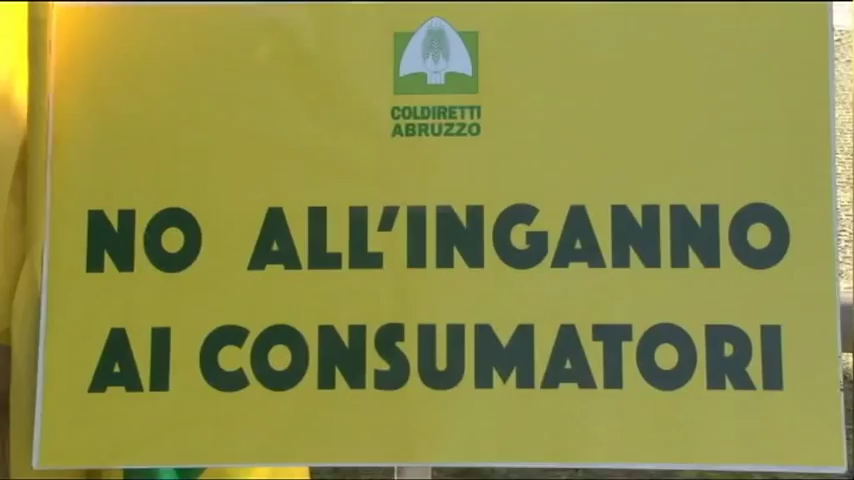 COLDIRETTI
ABRUZZO
NO ALL'INGANNO
AI CONSUMATORI